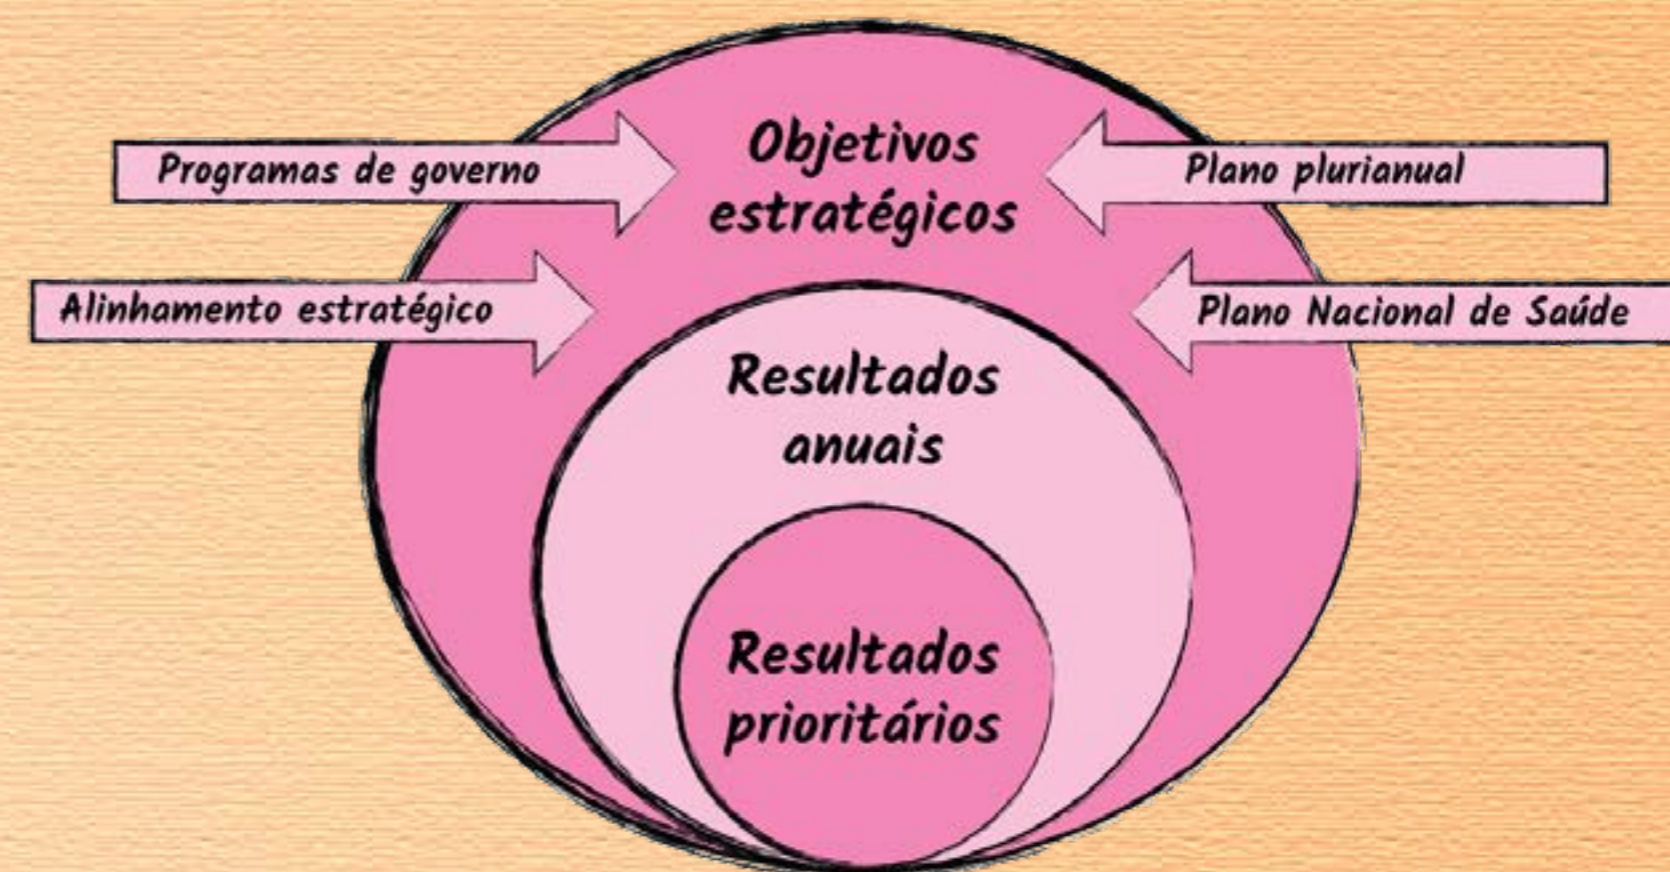 Objetivos
estratégicos
Programas de governo
Plano plurianual
Alinhamento estratégico
Plano Nacional de Saúde
Resultados
anuais
Resultados
prioritários